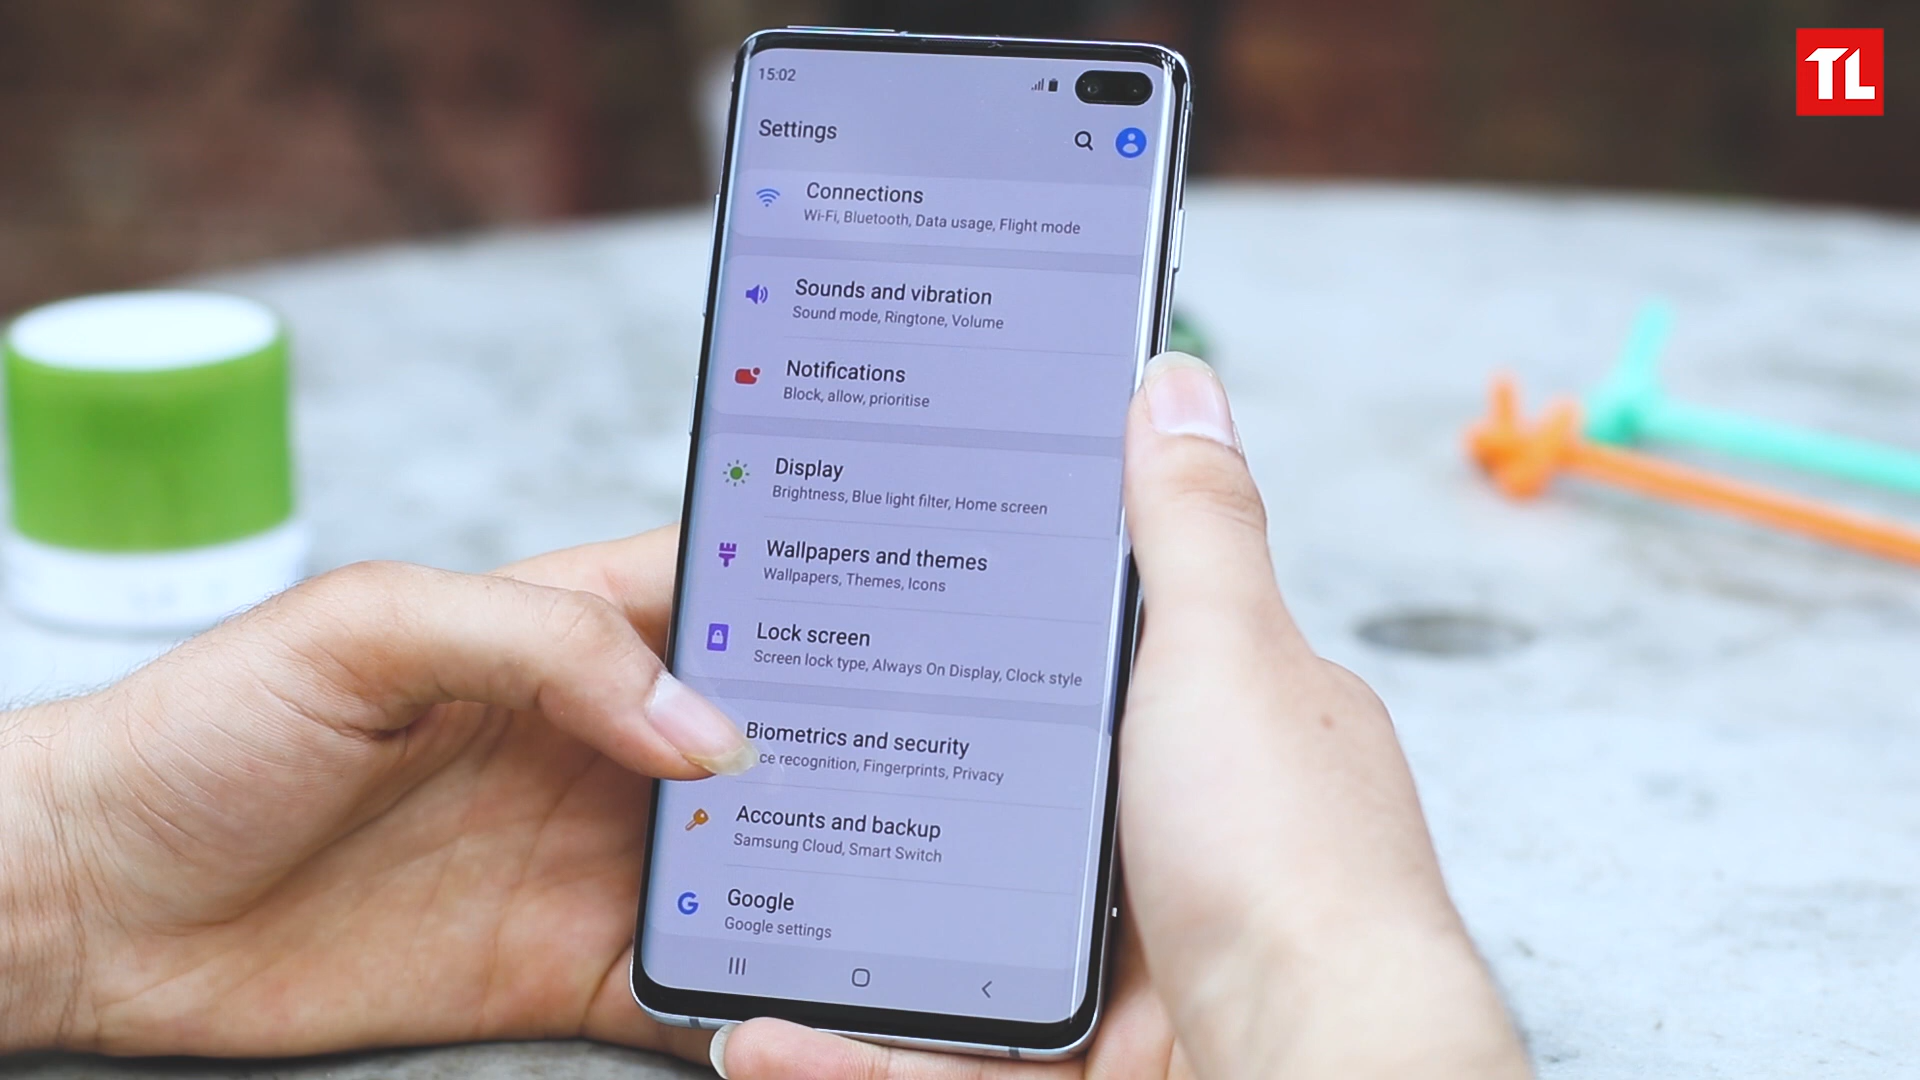 TL
15:02
Settings
Connections
Wi-Fi, Bluetooth, Data usage, Flight mode
Sounds and vibration
Sound mode, Ringtone, Volume
Notifications
Block, allow, prioritise
Display
Brightness, Blue light filter, Home screen
Wallpapers and themes
Wallpapers, Themes, Icons
Lock screen
Screen lock type, Always On Display, Clock style
Biometrics and security
ce recognition, Fingerprints, Privacy
Accounts and backup
Samsung Cloud, Smart Switch
G Google
Google settings